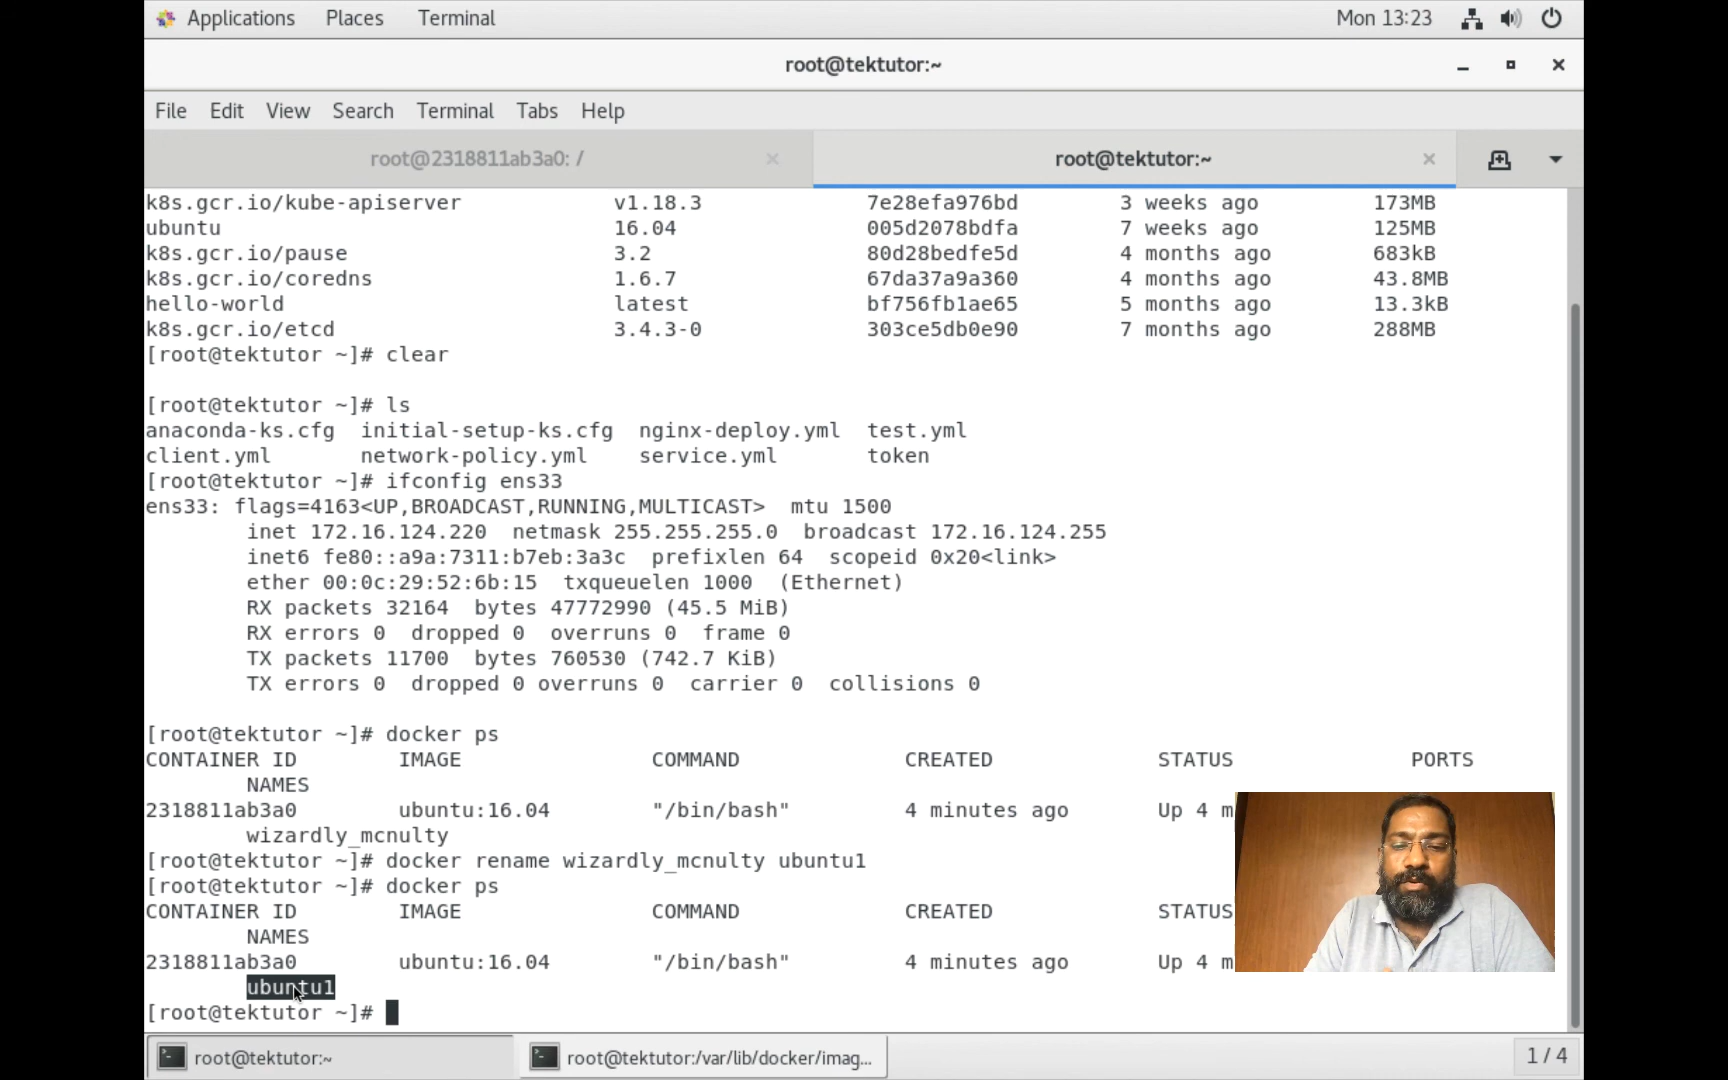 Applications Places Terminal Mon 13:23
root@tektutor:~
File Edit View Search Terminal Tabs Help
root@2318811ab3a0: / root@tektutor:~
k8s.gcr.io/kube-apiserver v1.18.3 7e28efa976bd 3 weeks ago 173MB
ubuntu 16.04 005d2078bdfa 7 weeks ago 125MB
k8s.gcr.io/pause 3.2 80d28bedfe5d 4 months ago 683kB
k8s.gcr.io/coredns 1.6.7 67da37a9a360 4 months ago 43.8MB
hello-world latest bf756fb1ae65 5 months ago 13.3kB
k8s.gcr.io/etcd 3.4.3-0 303ce5db0e90 7 months ago 288MB
[root@tektutor ~]# clear
[root@tektutor ~]# ls
anaconda-ks.cfg initial-setup-ks.cfg nginx-deploy.yml test.yml
client.yml network-policy.yml service.yml token
[root@tektutor ~]# ifconfig ens33
ens33: flags=4163<UP,BROADCAST,RUNNING,MULTICAST> mtu 1500
inet 172.16.124.220 netmask 255.255.255.0 broadcast 172.16.124.255
inet6 fe80::a9a:7311:b7eb:3a3c prefixlen 64 scopeid 0x20<link>
ether 00:0c:29:52:6b:15 txqueuelen 1000 (Ethernet)
RX packets 32164 bytes 47772990 (45.5 MiB)
RX errors 0 dropped 0 overruns 0 frame 0
TX packets 11700 bytes 760530 (742.7 KiB)
TX errors 0 dropped 0 overruns 0 carrier 0 collisions 0
[root@tektutor ~]# docker ps
CONTAINER ID IMAGE COMMAND CREATED STATUS PORTS
NAMES
2318811ab3a0 ubuntu:16.04 "/bin/bash" 4 minutes ago Up 4 m
wizardly_mcnulty
[root@tektutor ~]# docker rename wizardly_mcnulty ubuntu1
[root@tektutor ~]# docker ps
CONTAINER ID IMAGE COMMAND CREATED STATUS
NAMES
2318811ab3a0 ubuntu:16.04 "/bin/bash" 4 minutes ago Up 4 m
ubuntu1
[root@tektutor ~]#
root@tektutor:~ root@tektutor:/var/lib/docker/imag... 1 / 4